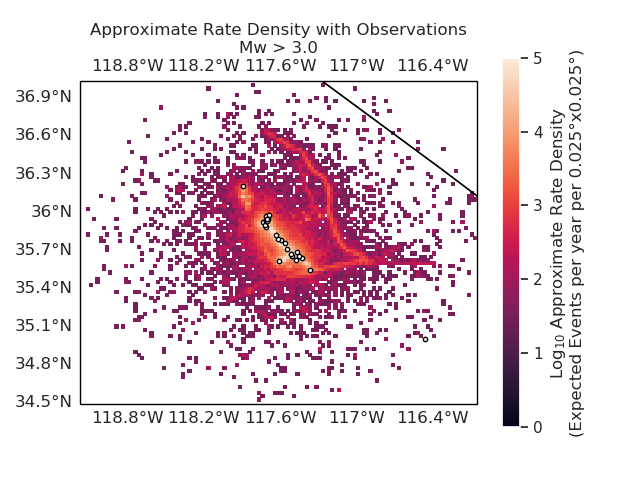 Approximate Rate Density with Observations
Mw > 3.0
118.8°W 118.2°W 117.6°W 117°W 116.4°W
36.9°N
36.6°N
36.3°N
36°N
35.7°N
35.4°N
35.1°N
34.8°N
34.5°N
118.8°W 118.2°W 117.6°W 117°W 116.4°W
5
4
3
2
1
0
Log₁₀ Approximate Rate Density
(Expected Events per year per 0.025°x0.025°)